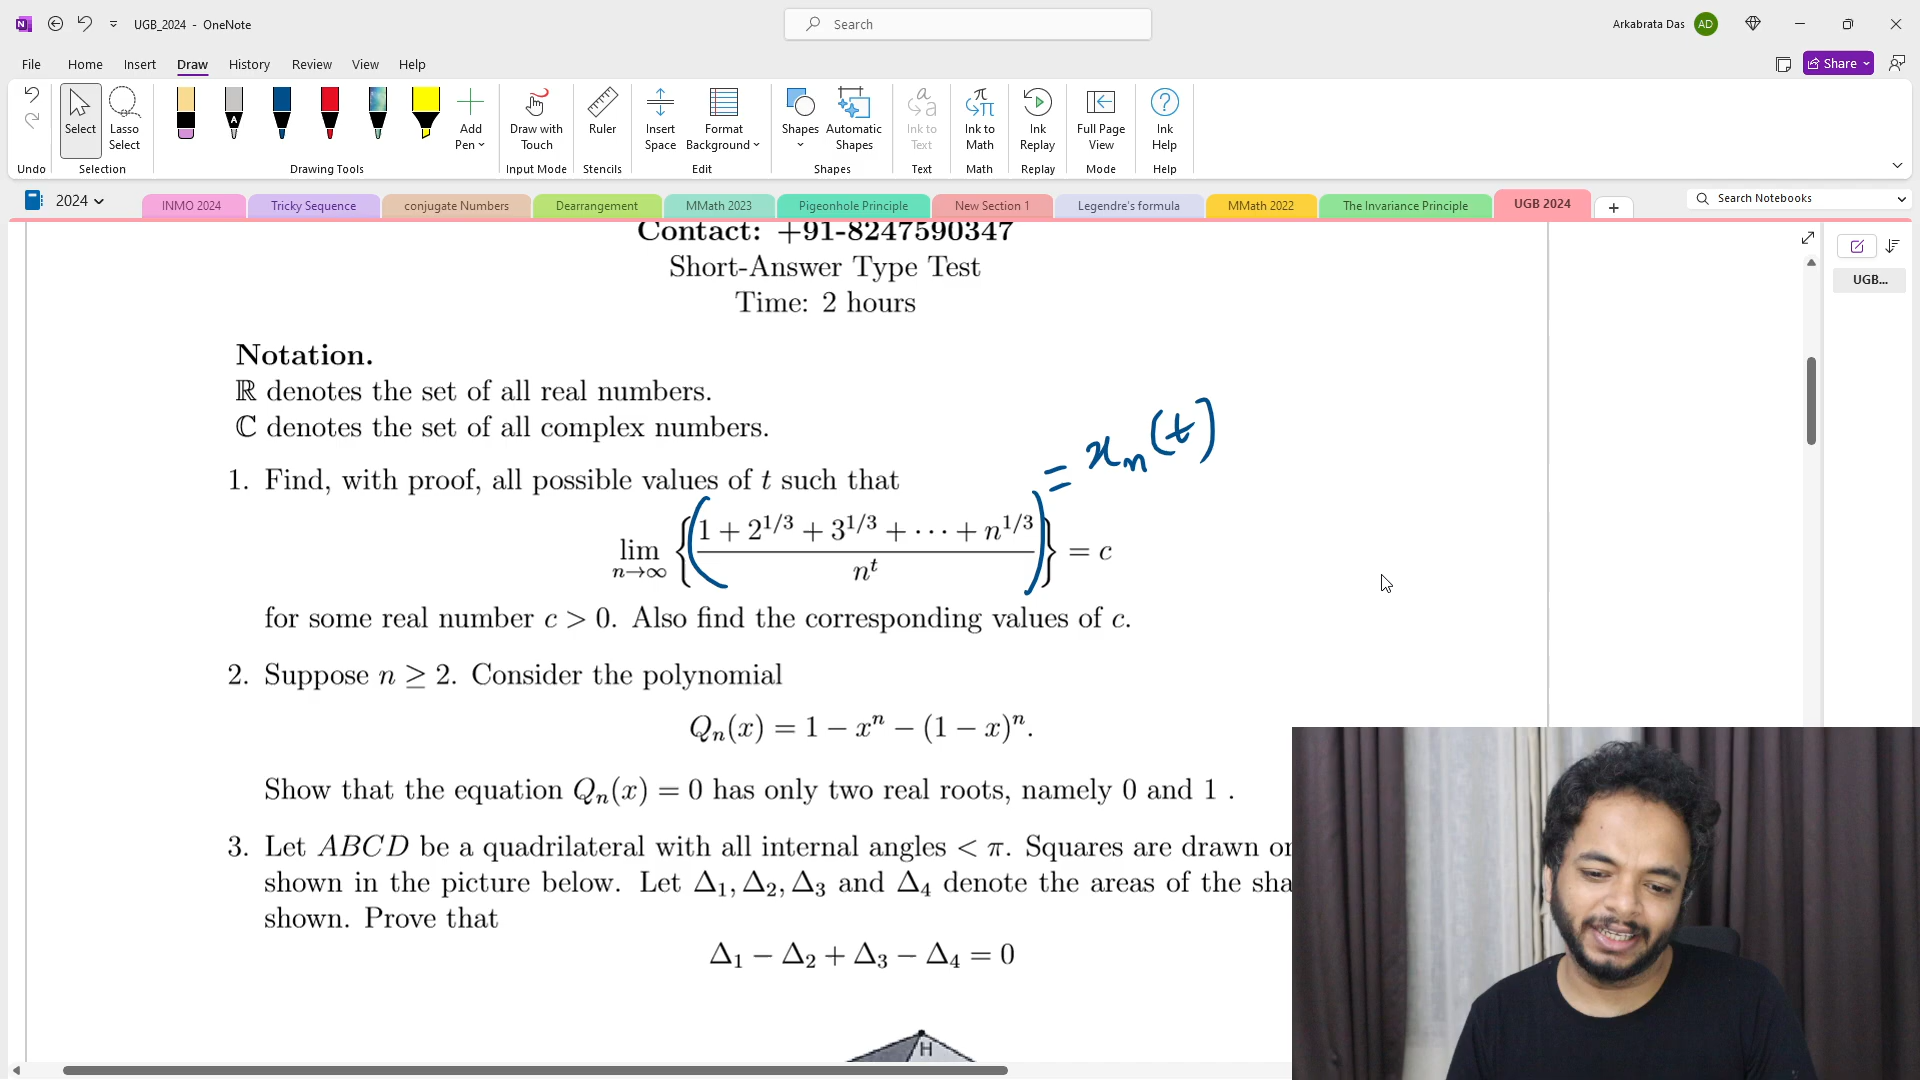 UGB_2024 - OneNote
Search
Arkabrata Das AD
File Home Insert Draw History Review View Help
Share
Select
Lasso Select
A
Add Pen
Draw with Touch
Ruler
Insert Space
Format Background
Shapes
Automatic Shapes
Ink to Text
Ink to Math
Ink Replay
Full Page View
Ink Help
Undo Selection Drawing Tools Input Mode Stencils Edit Shapes Text Math Replay Mode Help
2024 INMO 2024 Tricky Sequence conjugate Numbers Dearrangement MMath 2023 Pigeonhole Principle New Section 1 Legendre's formula MMath 2022 The Invariance Principle UGB 2024 + Search Notebooks
UGB...
Contact: +91-8247590347
Short-Answer Type Test
Time: 2 hours
Notation.
ℝ denotes the set of all real numbers.
ℂ denotes the set of all complex numbers.
= xₙ(t)
1. Find, with proof, all possible values of t such that
lim n→∞ {(1 + 2^{1/3} + 3^{1/3} + ⋯ + n^{1/3}) / n^t} = c
for some real number c > 0. Also find the corresponding values of c.
2. Suppose n ≥ 2. Consider the polynomial
Qₙ(x) = 1 − xⁿ − (1 − x)ⁿ.
Show that the equation Qₙ(x) = 0 has only two real roots, namely 0 and 1 .
3. Let ABCD be a quadrilateral with all internal angles < π. Squares are drawn
shown in the picture below. Let Δ₁, Δ₂, Δ₃ and Δ₄ denote the areas of the
shown. Prove that
Δ₁ − Δ₂ + Δ₃ − Δ₄ = 0
H